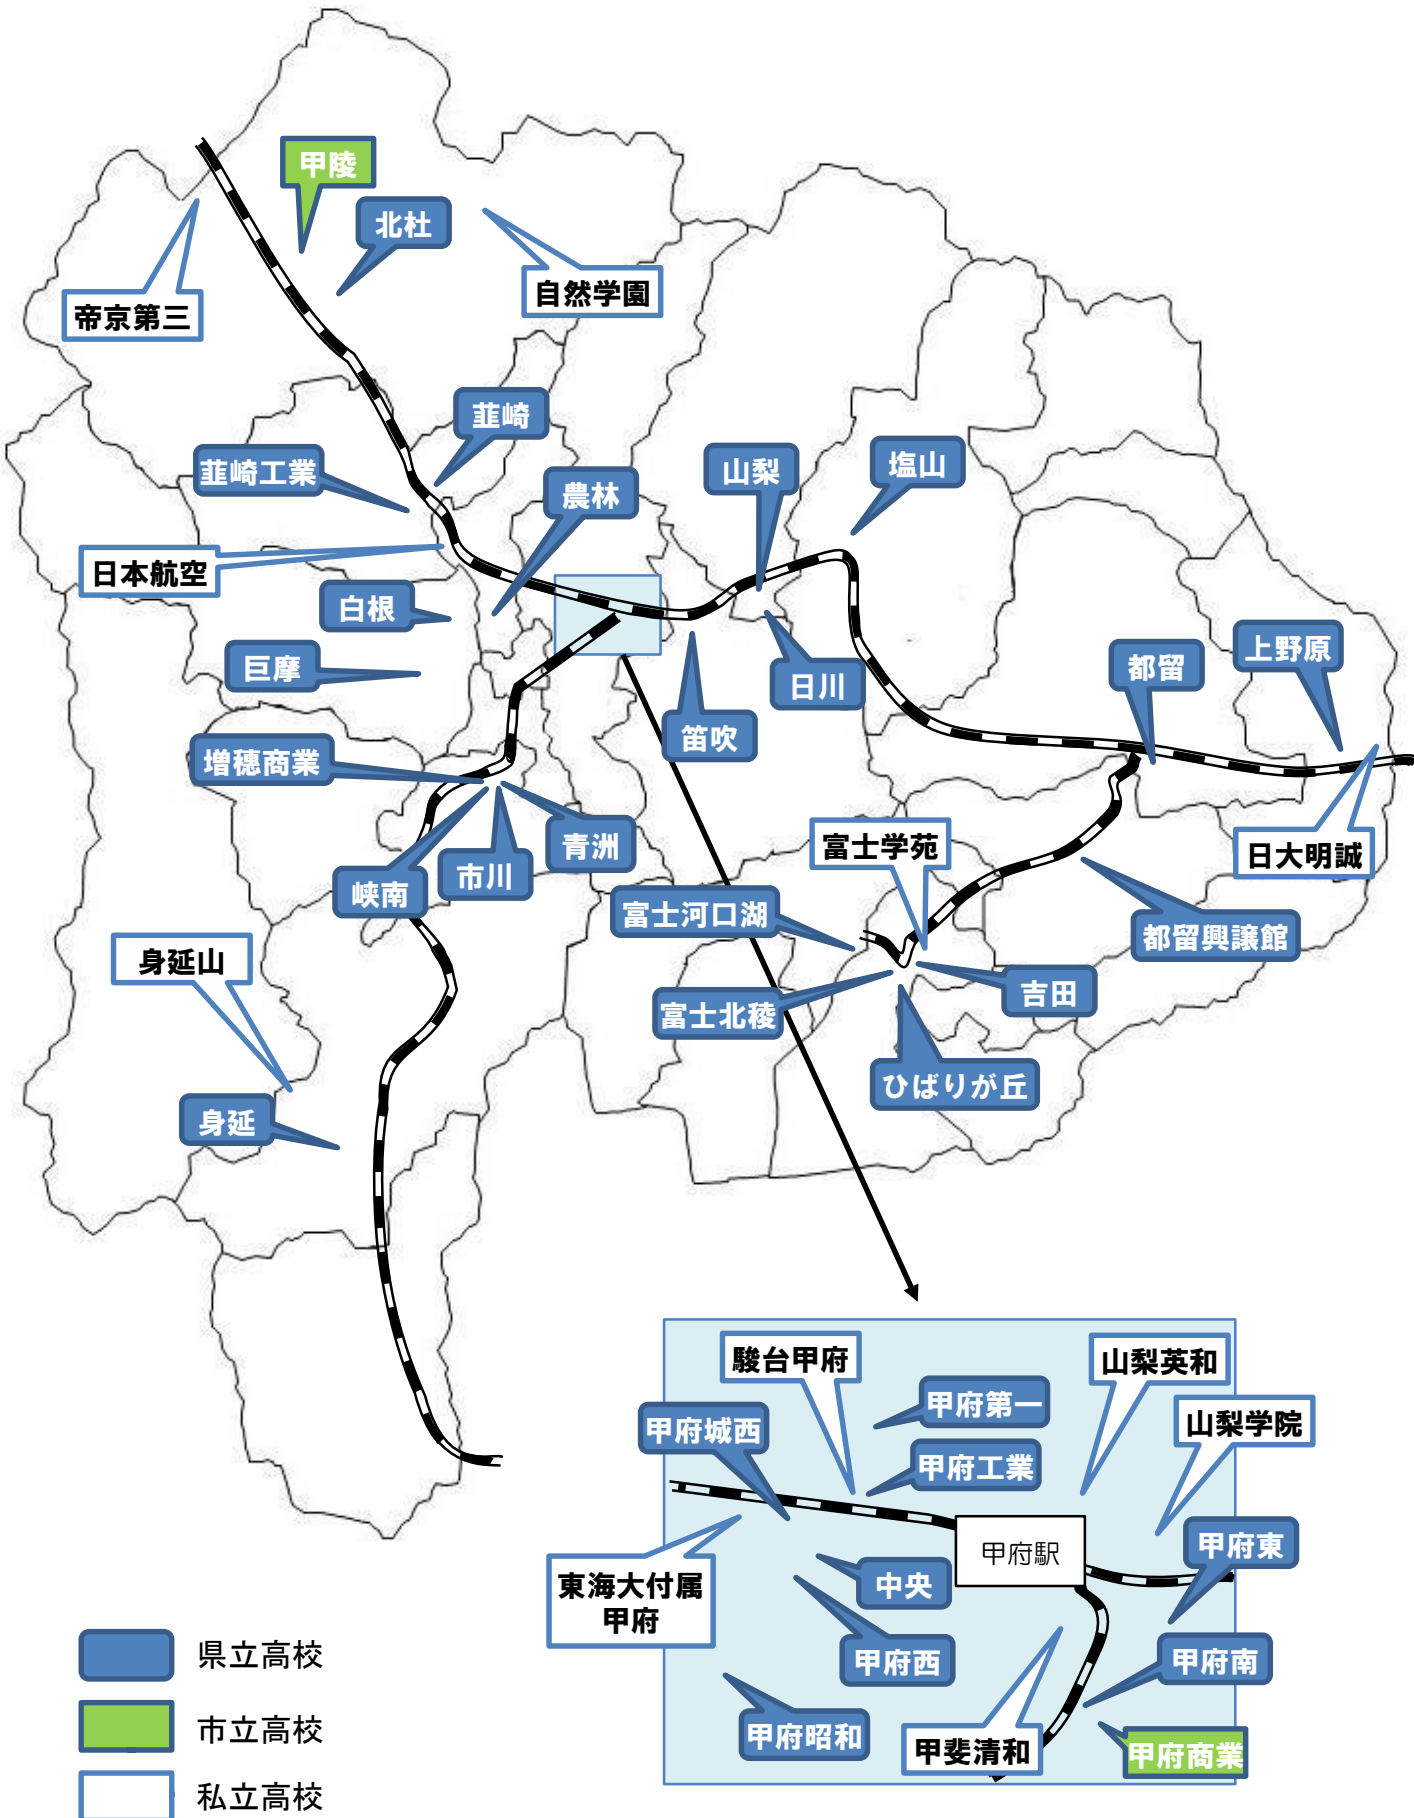 甲陵
北杜
自然学園
帝京第三
韮崎
韮崎工業
農林
山梨
塩山
日本航空
白根
巨摩
日川
笛吹
都留
上野原
増穂商業
青洲
市川
峡南
富士学苑
日大明誠
富士河口湖
都留興譲館
身延山
吉田
富士北稜
ひばりが丘
身延
駿台甲府
山梨英和
甲府第一
山梨学院
甲府城西
甲府工業
甲府駅
甲府東
東海大付属
甲府
中央
甲府西
甲府南
甲府昭和
甲斐清和
甲府商業
県立高校
市立高校
私立高校